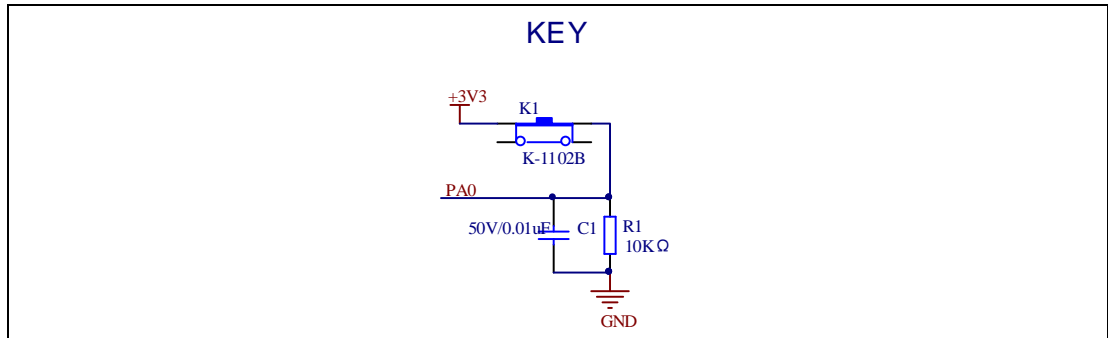 KEY
+3V3
K1
K-1102B
PA0
50V/0.01uF
C1
R1
10KΩ
GND